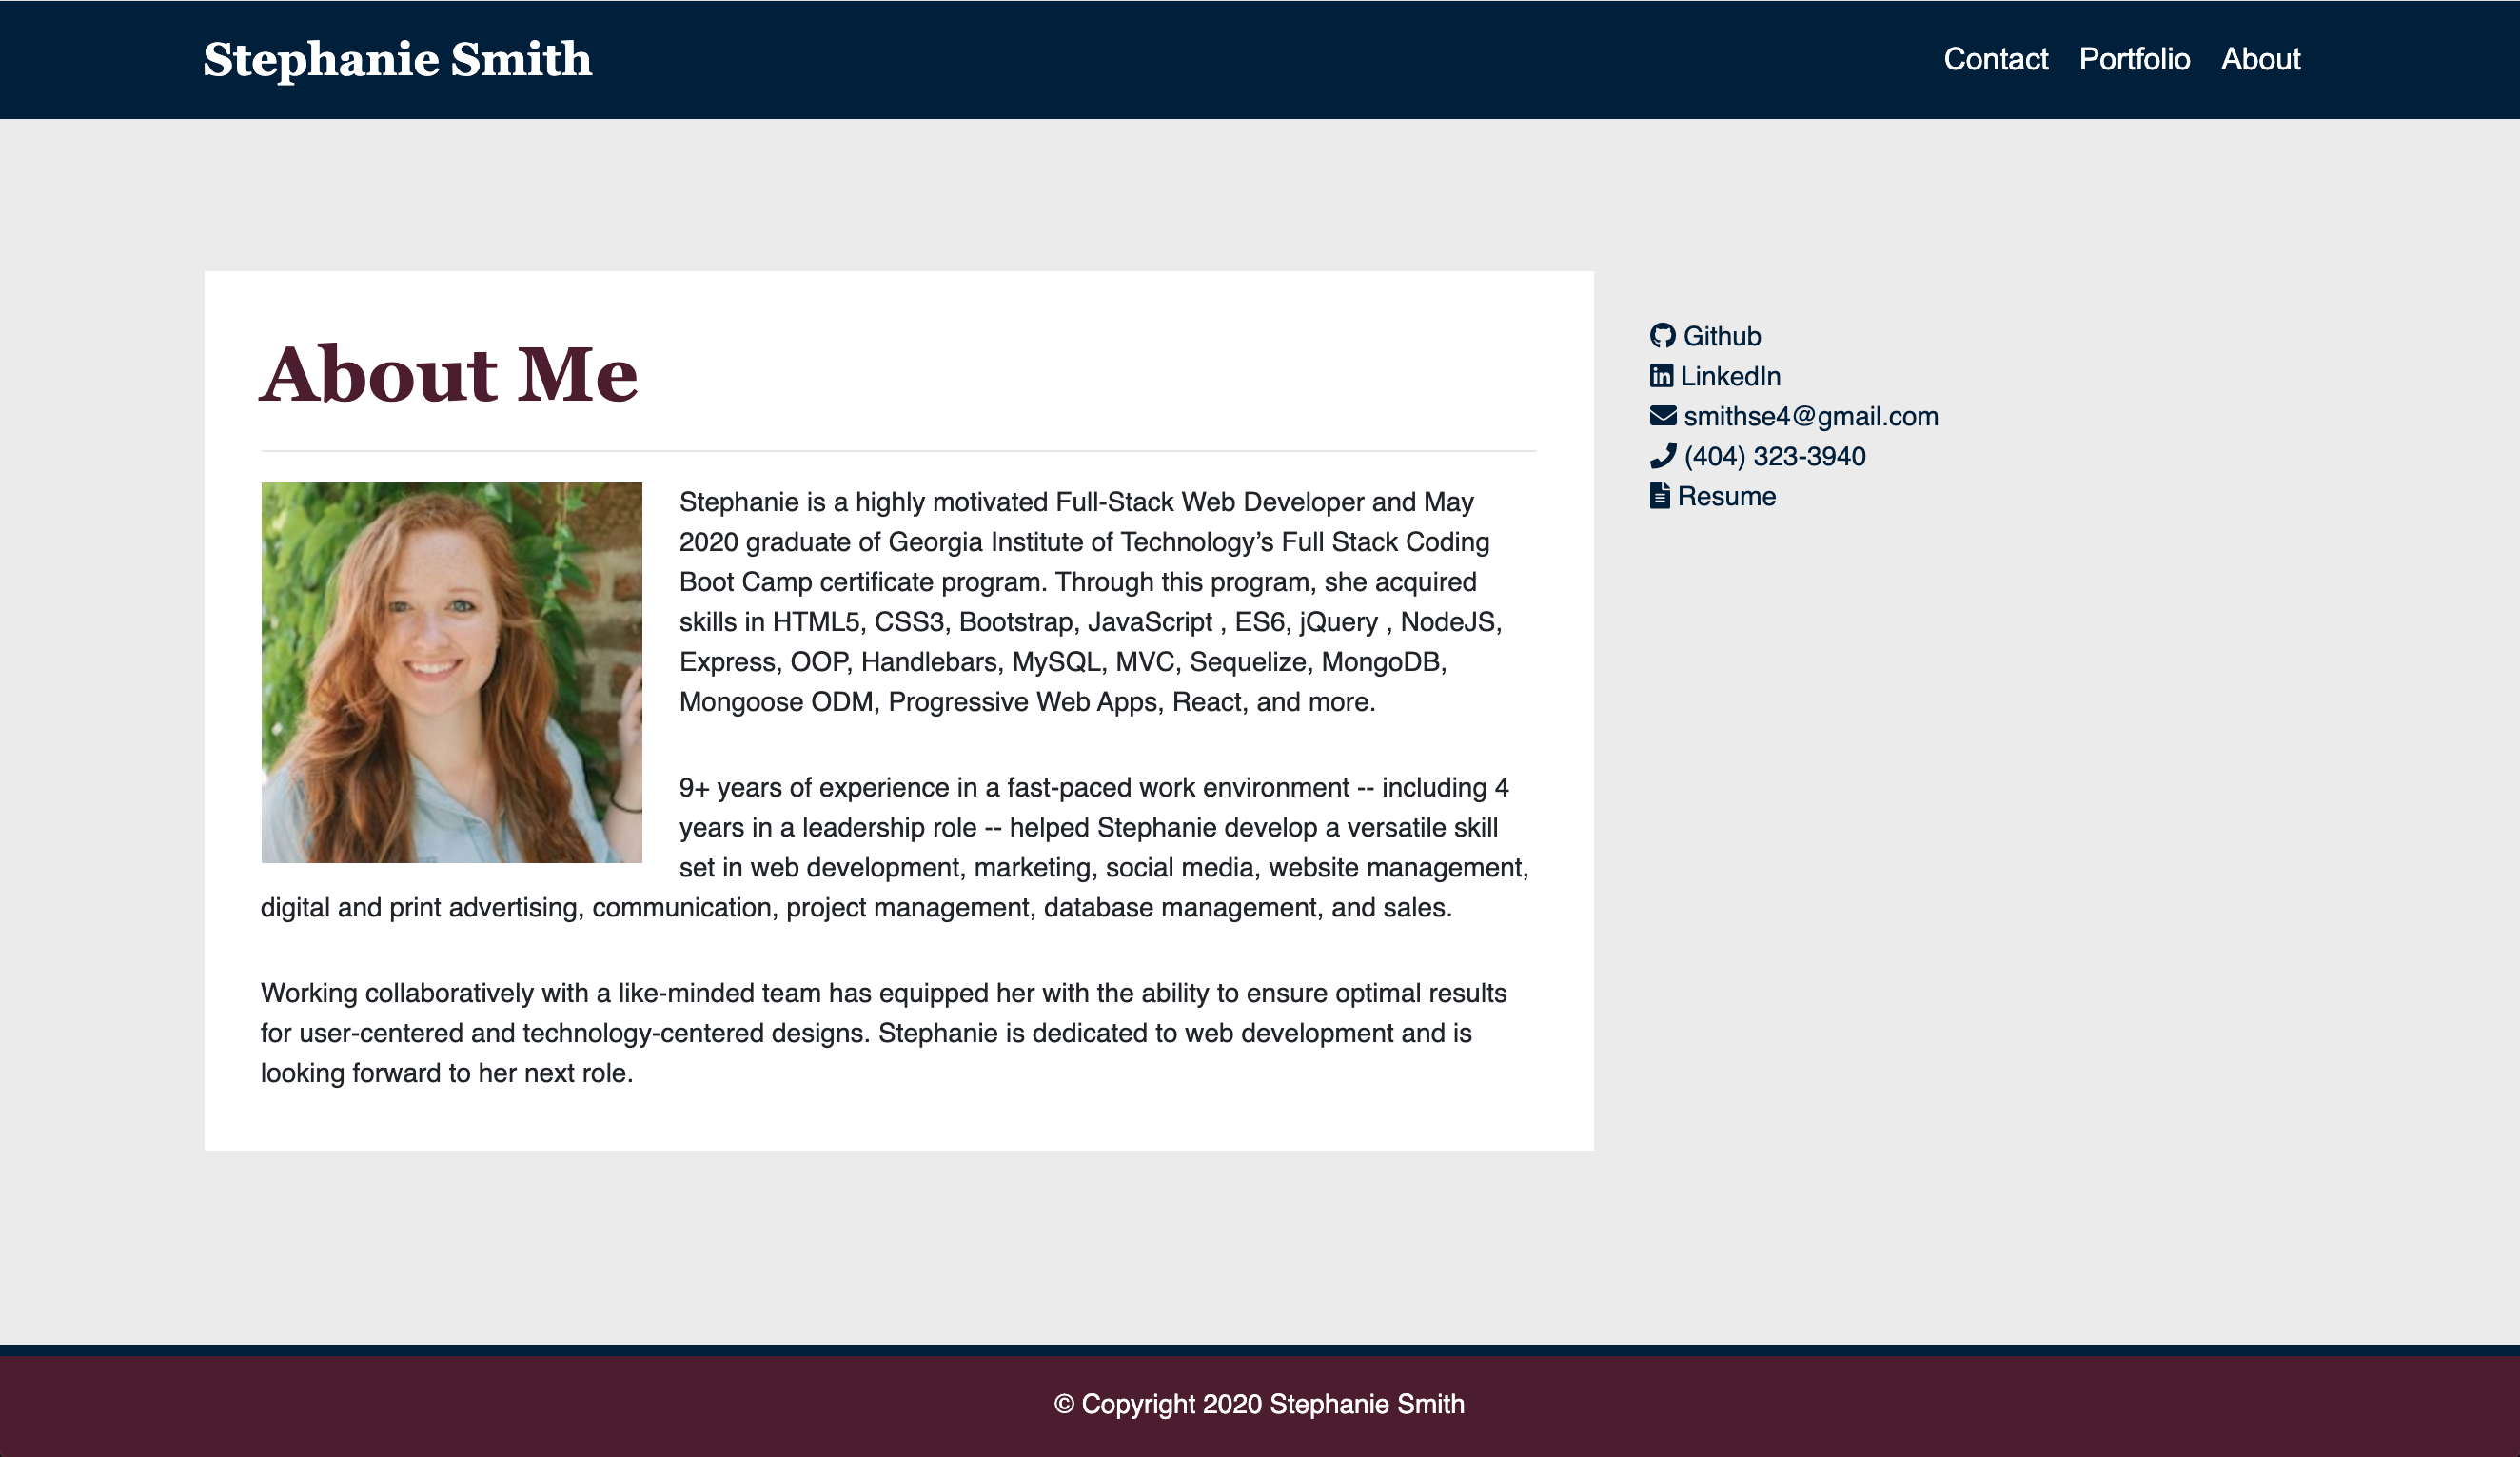 Stephanie Smith
Contact Portfolio About
About Me
Stephanie is a highly motivated Full-Stack Web Developer and May
2020 graduate of Georgia Institute of Technology’s Full Stack Coding
Boot Camp certificate program. Through this program, she acquired
skills in HTML5, CSS3, Bootstrap, JavaScript , ES6, jQuery , NodeJS,
Express, OOP, Handlebars, MySQL, MVC, Sequelize, MongoDB,
Mongoose ODM, Progressive Web Apps, React, and more.
9+ years of experience in a fast-paced work environment -- including 4
years in a leadership role -- helped Stephanie develop a versatile skill
set in web development, marketing, social media, website management,
digital and print advertising, communication, project management, database management, and sales.
Working collaboratively with a like-minded team has equipped her with the ability to ensure optimal results
for user-centered and technology-centered designs. Stephanie is dedicated to web development and is
looking forward to her next role.
Github
LinkedIn
smithse4@gmail.com
(404) 323-3940
Resume
© Copyright 2020 Stephanie Smith